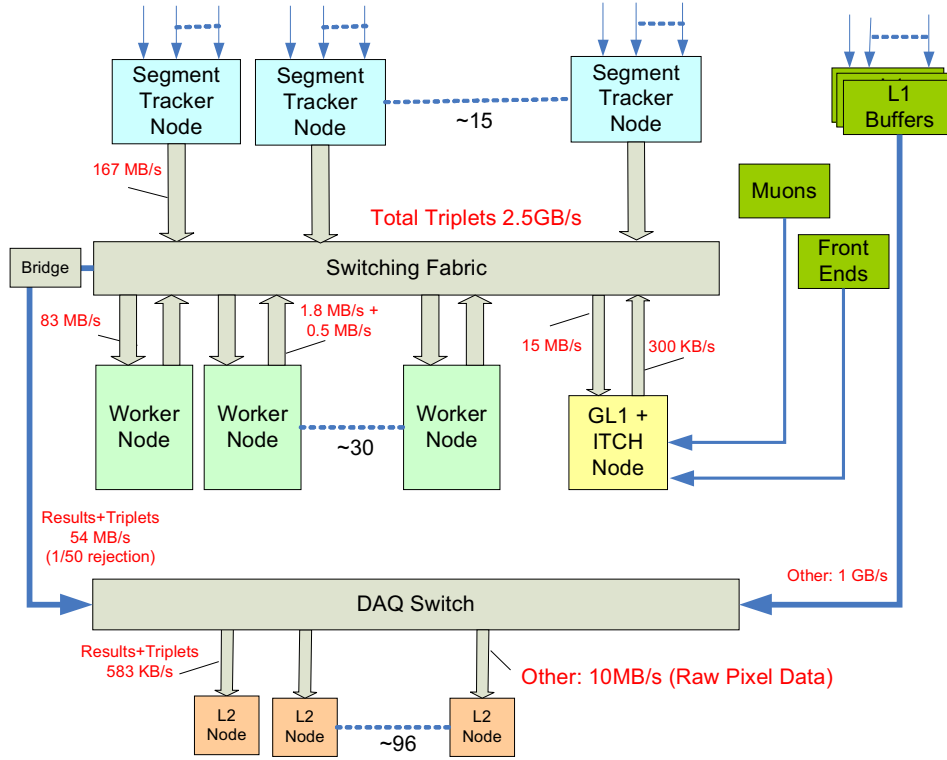 Segment
Tracker
Node
Segment
Tracker
Node
Segment
Tracker
Node
~15
L1
Buffers
167 MB/s
Muons
Total Triplets 2.5GB/s
Front
Ends
Bridge
Switching Fabric
83 MB/s
1.8 MB/s +
0.5 MB/s
15 MB/s
300 KB/s
Worker
Node
Worker
Node
~30
Worker
Node
GL1 +
ITCH
Node
Results+Triplets
54 MB/s
(1/50 rejection)
Other: 1 GB/s
DAQ Switch
Results+Triplets
583 KB/s
Other: 10MB/s (Raw Pixel Data)
L2
Node
L2
Node
~96
L2
Node